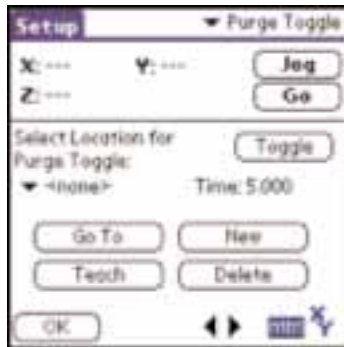 Setup
Purge Toggle
X: --- Y: --- Jog
Z: --- Go
Select Location for
Purge Toggle:
Toggle
<none> Time: 5.000
Go To New
Teach Delete
OK mm X Y